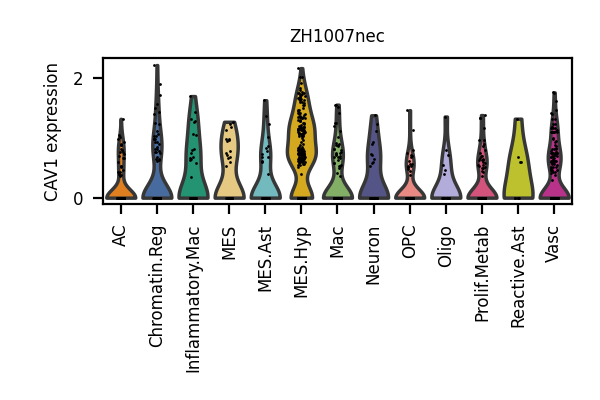 ZH1007nec
CAV1 expression
2
0
AC
Chromatin.Reg
Inflammatory.Mac
MES
MES.Ast
MES.Hyp
Mac
Neuron
OPC
Oligo
Prolif.Metab
Reactive.Ast
Vasc